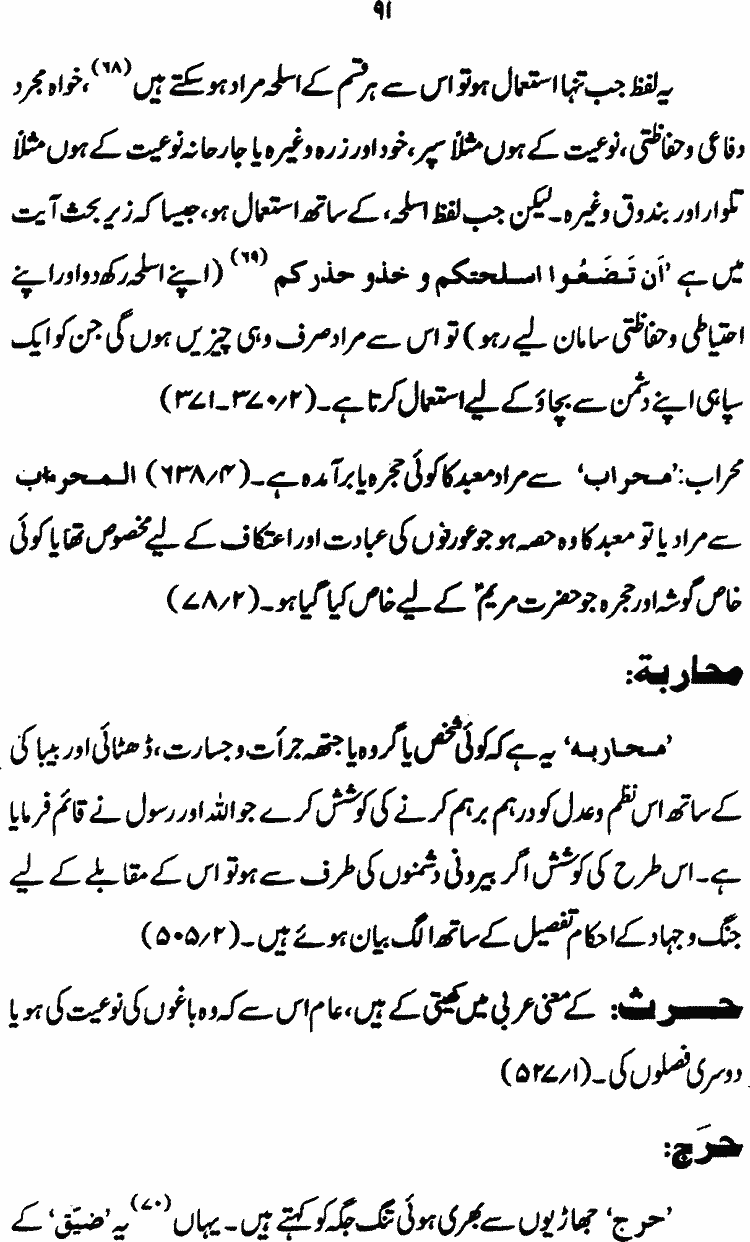 ۹۱
یہ لفظ جب تنہا استعمال ہو تو اس سے ہر قسم کے اسلحہ مراد ہو سکتے ہیں (۶۸)، خواہ مجرد
دفاعی و حفاظتی، نوعیت کے ہوں مثلاً سپر، خود اور زرہ وغیرہ یا جارحانہ نوعیت کے ہوں مثلاً
تلوار اور بندوق وغیرہ۔ لیکن جب لفظ اسلحہ، کے ساتھ استعمال ہو، جیسا کہ زیر بحث آیت
میں ہے ’اَن تَضَعُوا اسلحتکم و خذو حذر کم (۶۹) (اپنے اسلحہ رکھ دو اور اپنے
احتیاطی و حفاظتی سامان لیے رہو) تو اس سے مراد صرف وہی چیزیں ہوں گی جن کو ایک
سپاہی اپنے دشمن سے بچاؤ کے لیے استعمال کرتا ہے۔ (۲/۳۷۰۔۳۷۱)
محراب: ’محراب‘ سے مراد معبد کا کوئی حجرہ یا برآمدہ ہے۔ (۴/۶۳۸) المحراب
سے مراد یا تو معبد کا وہ حصہ ہو جو عورتوں کی عبادت اور اعتکاف کے لیے مخصوص تھا یا کوئی
خاص گوشہ اور حجرہ جو حضرت مریمؑ کے لیے خاص کیا گیا ہو۔ (۲/۷۸)
محاربة:
’محاربہ‘ یہ ہے کہ کوئی شخص یا گروہ یا جتھہ جرأت و جسارت، ڈھٹائی اور بیباکی
کے ساتھ اس نظم و عدل کو درہم برہم کرنے کی کوشش کرے جو اللہ اور رسول نے قائم فرمایا
ہے۔ اس طرح کی کوشش اگر بیرونی دشمنوں کی طرف سے ہو تو اس کے مقابلے کے لیے
جنگ و جہاد کے احکام تفصیل کے ساتھ الگ بیان ہوئے ہیں۔ (۲/۵۰۵)
حرث: کے معنی عربی میں کھیتی کے ہیں، عام اس سے کہ وہ باغوں کی نوعیت کی ہو یا
دوسری فصلوں کی۔ (۱/۵۲۷)
حرَج:
’حرج‘ جھاڑیوں سے بھری ہوئی تنگ جگہ کو کہتے ہیں۔ یہاں (۷۰) یہ ’ضیّق‘ کے